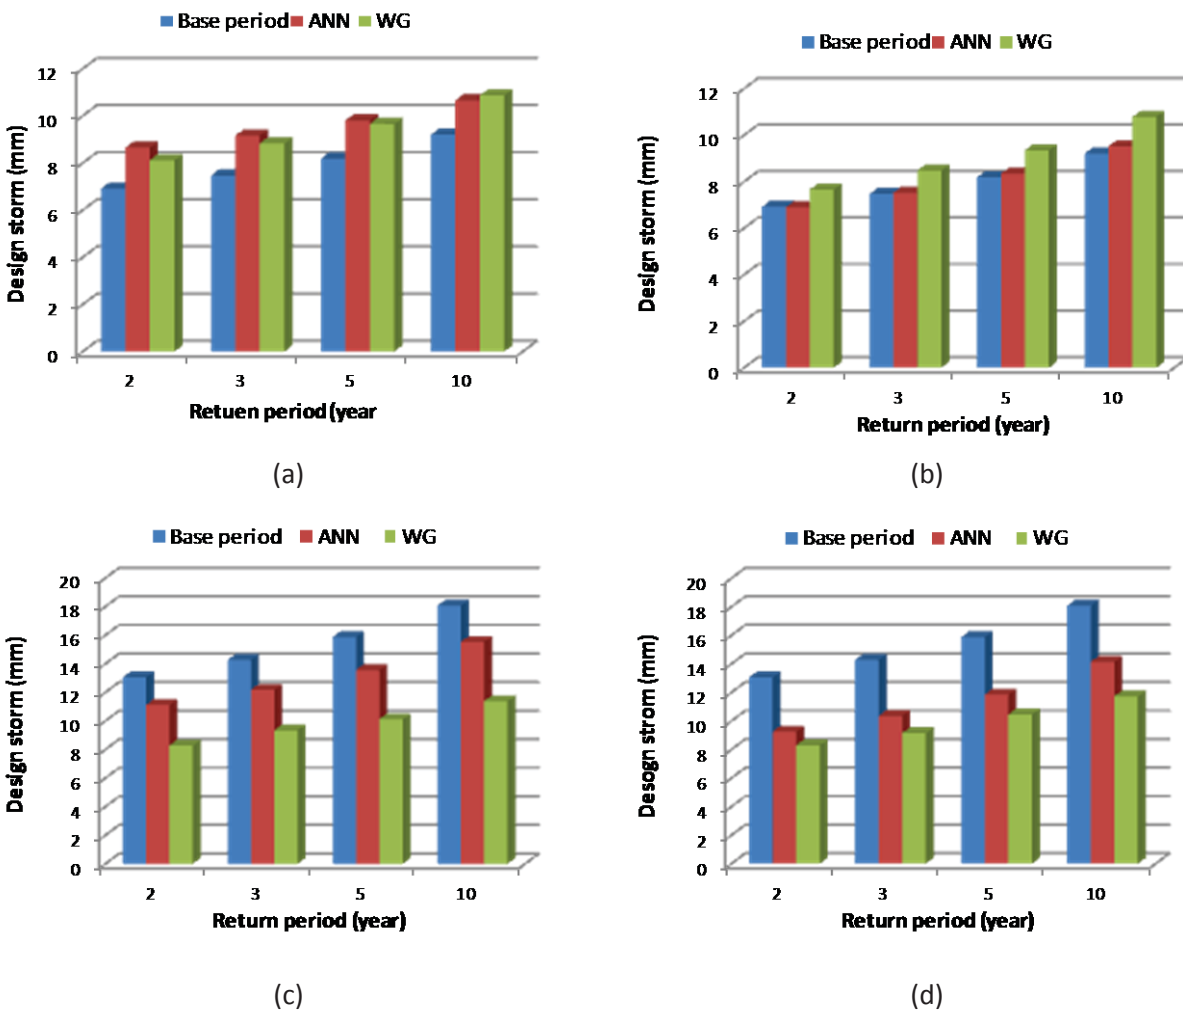 Base period ANN WG
12
10
8
6
4
2
0
Design storm (mm)
2 3 5 10
Retuen period (year
(a)
Base period ANN WG
12
10
8
6
4
2
0
Design storm (mm)
2 3 5 10
Return period (year)
(b)
Base period ANN WG
20
18
16
14
12
10
8
6
4
2
0
Design storm (mm)
2 3 5 10
Return period (year)
(c)
Base period ANN WG
20
18
16
14
12
10
8
6
4
2
0
Desogn strom (mm)
2 3 5 10
Return period (year)
(d)